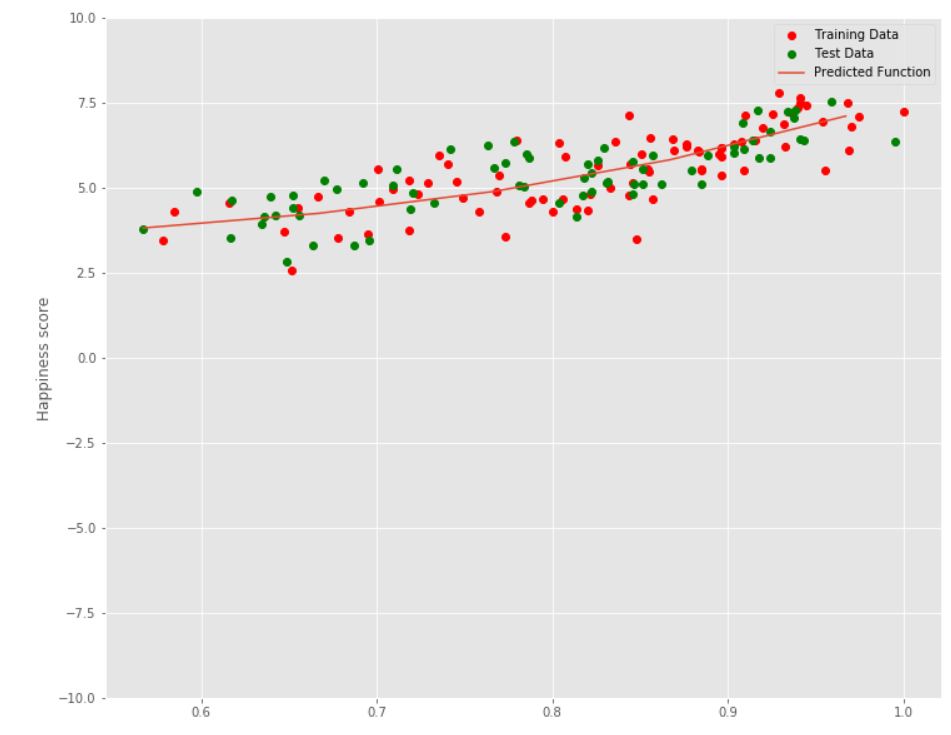 10.0
7.5
5.0
2.5
0.0
−2.5
−5.0
−7.5
−10.0
Happiness score
0.6 0.7 0.8 0.9 1.0
Training Data
Test Data
Predicted Function